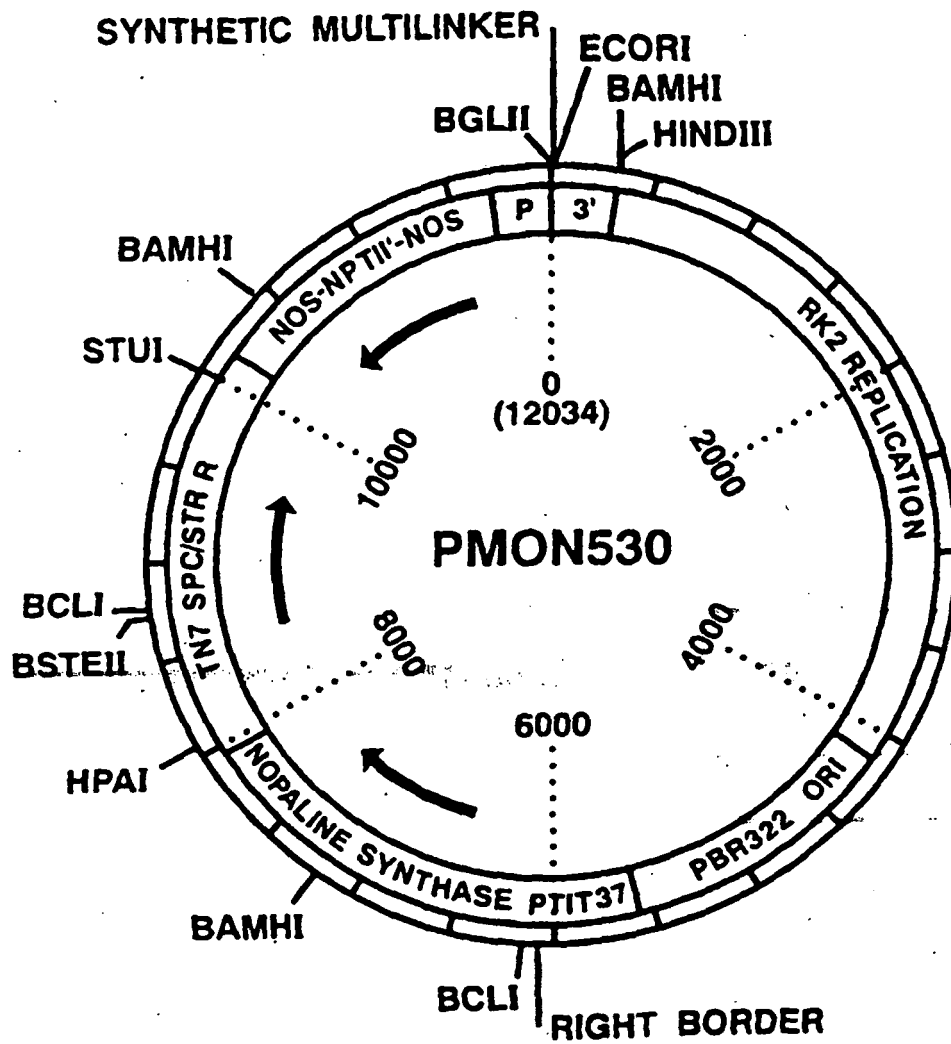 SYNTHETIC MULTILINKER
ECORI
BAMHI
BGLII
HINDIII
P
3'
NOS-NPTII'-NOS
BAMHI
STUI
RK2 REPLICATION
0
(12034)
10000
2000
TN7 SPC/STR R
PMON530
BCLI
BSTEII
8000
4000
6000
HPAI
NOPALINE SYNTHASE PTIT37
PBR322 ORI
BAMHI
BCLI
RIGHT BORDER